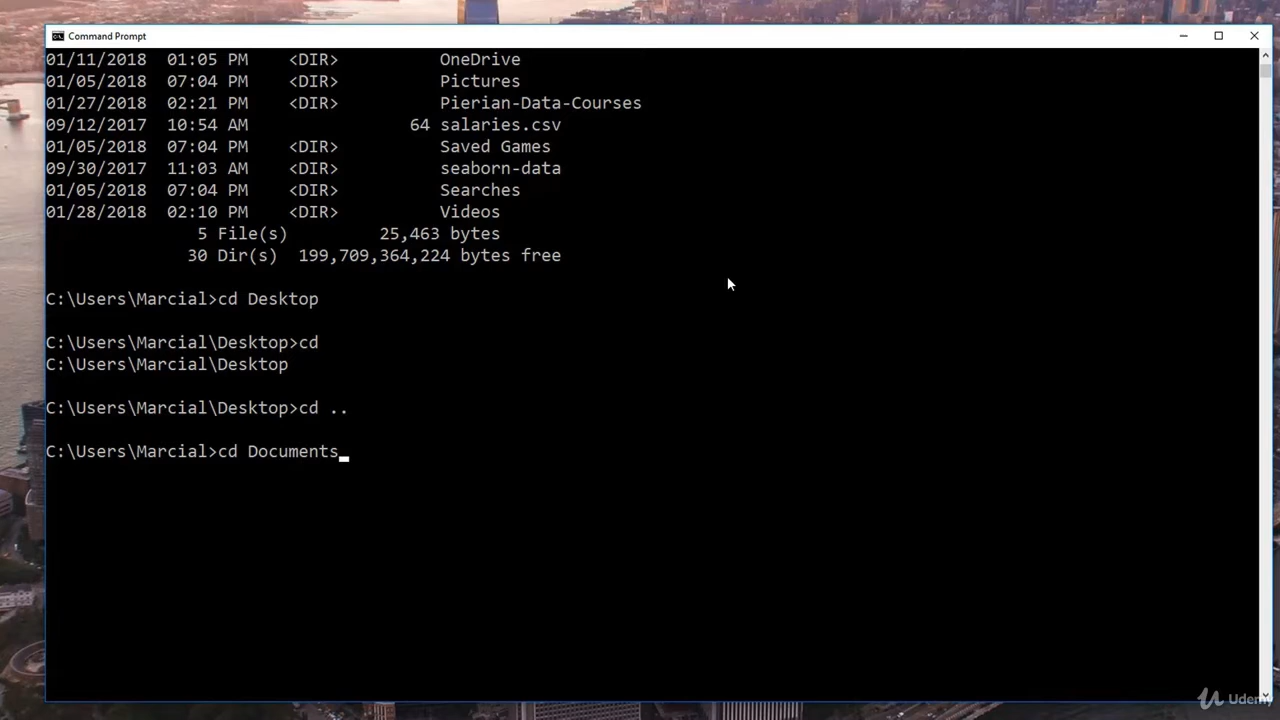 Command Prompt
01/11/2018  01:05 PM    <DIR>          OneDrive
01/05/2018  07:04 PM    <DIR>          Pictures
01/27/2018  02:21 PM    <DIR>          Pierian-Data-Courses
09/12/2017  10:54 AM                64 salaries.csv
01/05/2018  07:04 PM    <DIR>          Saved Games
09/30/2017  11:03 AM    <DIR>          seaborn-data
01/05/2018  07:04 PM    <DIR>          Searches
01/28/2018  02:10 PM    <DIR>          Videos
               5 File(s)         25,463 bytes
              30 Dir(s)  199,709,364,224 bytes free
C:\Users\Marcial>cd Desktop
C:\Users\Marcial\Desktop>cd
C:\Users\Marcial\Desktop
C:\Users\Marcial\Desktop>cd ..
C:\Users\Marcial>cd Documents
Udemy